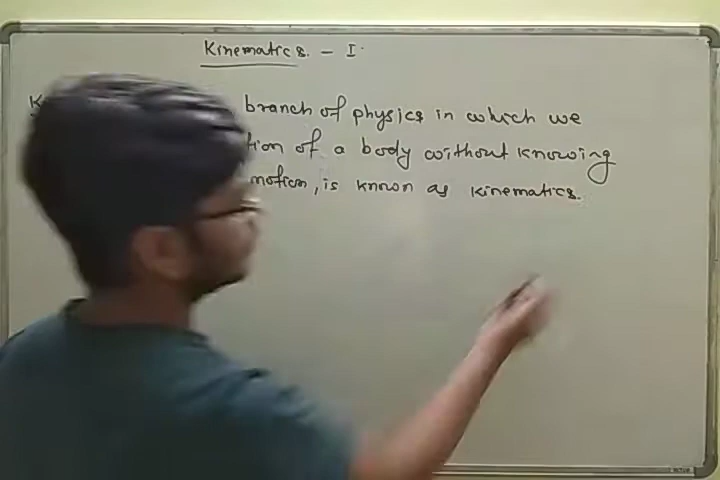 Kinematics. - I.
branch of physics in which we
tion of a body without knowing
motion, is known as kinematics.